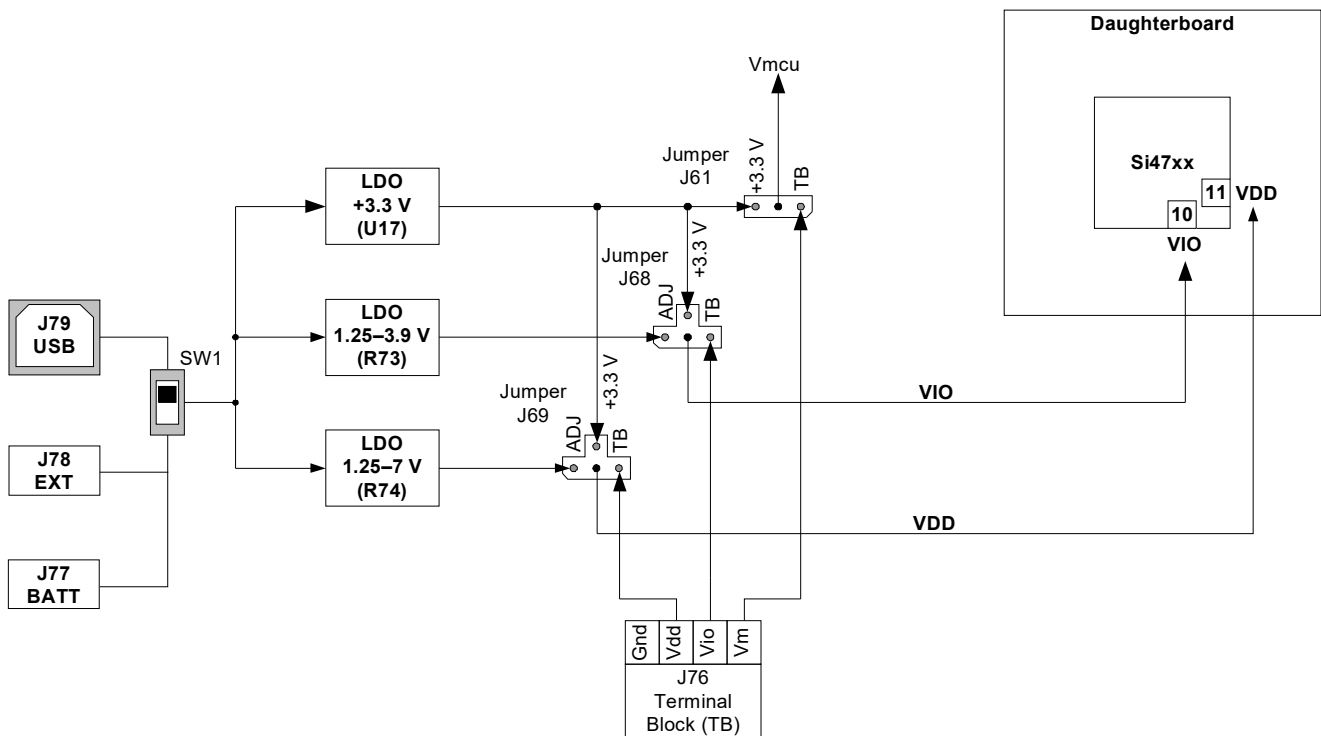 Daughterboard
Vmcu
Si47xx
11
VDD
10
VIO
Jumper
J61
+3.3 V
TB
LDO
+3.3 V
(U17)
Jumper
J68
+3.3 V
ADJ
TB
J79
USB
SW1
LDO
1.25–3.9 V
(R73)
+3.3 V
Jumper
J69
ADJ
TB
VIO
J78
EXT
LDO
1.25–7 V
(R74)
VDD
J77
BATT
Gnd
Vdd
Vio
Vm
J76
Terminal
Block (TB)